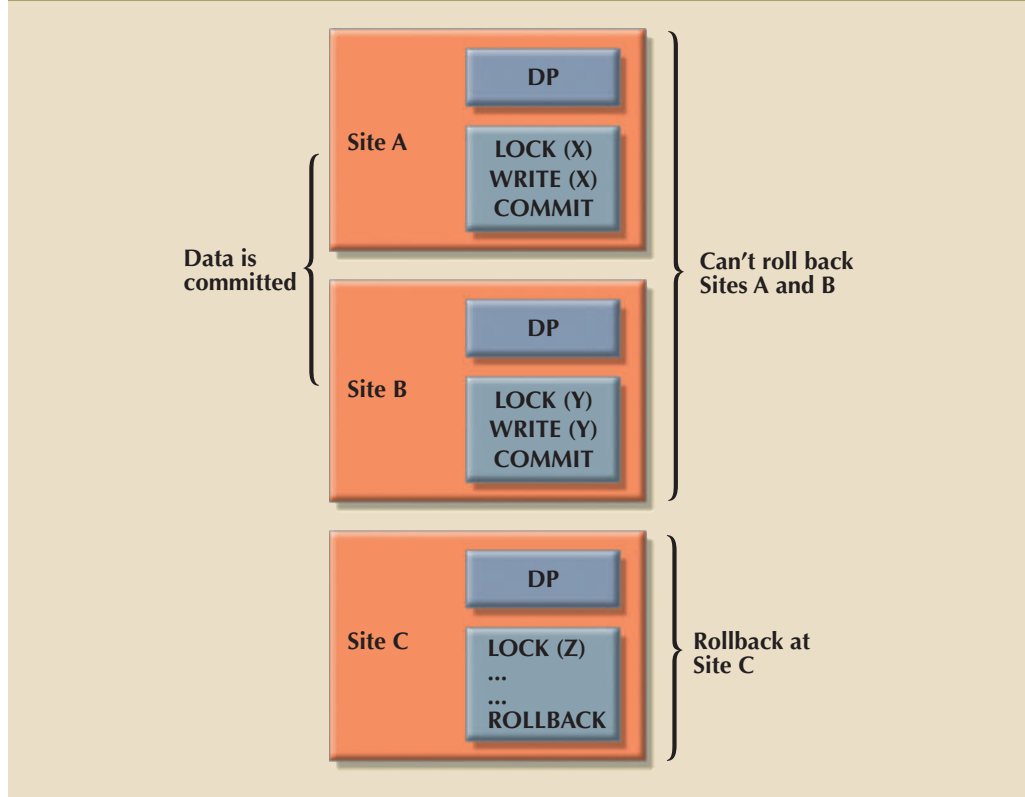 DP
Site A
LOCK (X)
WRITE (X)
COMMIT
Data is
committed
Can't roll back
Sites A and B
DP
Site B
LOCK (Y)
WRITE (Y)
COMMIT
DP
Site C
LOCK (Z)
...
...
ROLLBACK
Rollback at
Site C